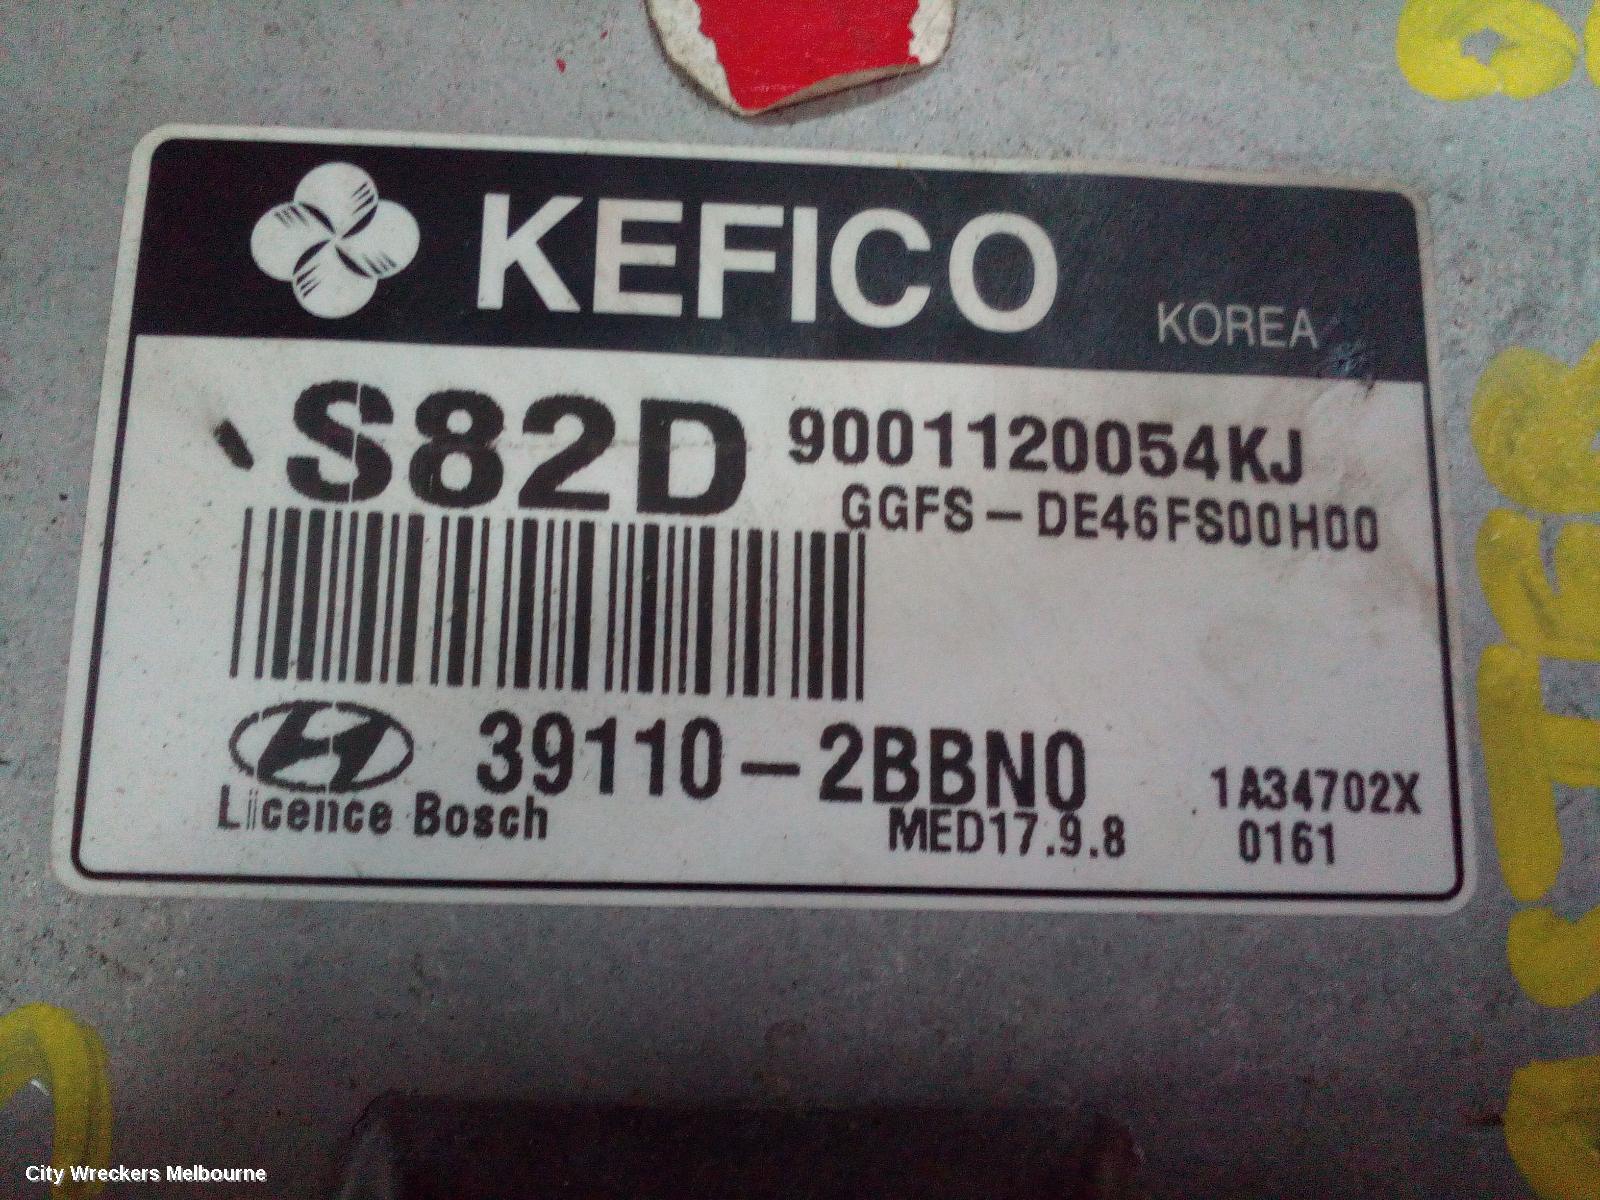 KEFICO
KOREA
S82D
9001120054KJ
GGFS-DE46FS00H00
39110-2BBN0
1A34702X
Licence Bosch
MED17.9.8
0161
City Wreckers Melbourne